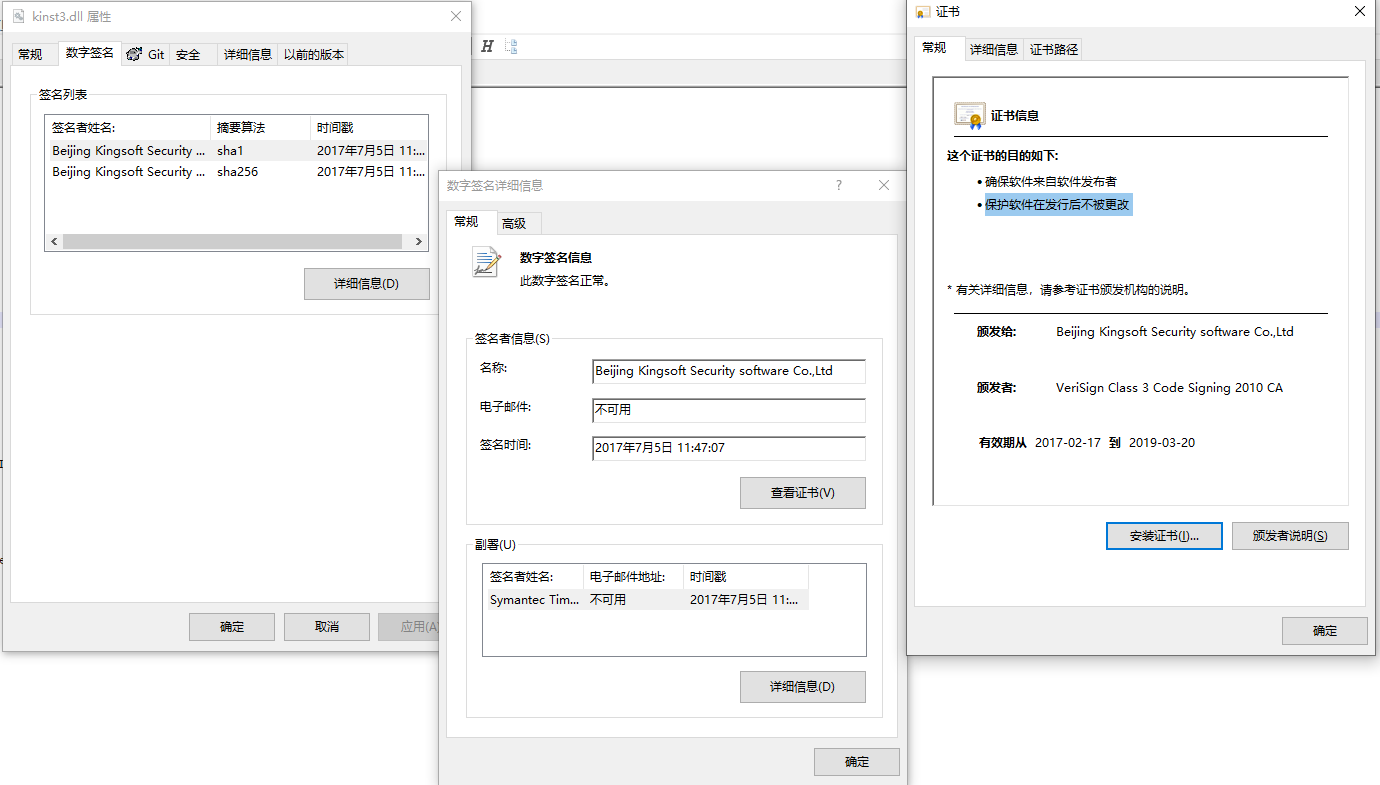 kinst3.dll 属性
常规 数字签名 Git 安全 详细信息 以前的版本
签名列表
签名者姓名: 摘要算法 时间戳
Beijing Kingsoft Security ... sha1 2017年7月5日 11:...
Beijing Kingsoft Security ... sha256 2017年7月5日 11:...
详细信息(D)
确定 取消 应用(A)
H
数字签名详细信息 ?
常规 高级
数字签名信息
此数字签名正常。
签名者信息(S)
名称: Beijing Kingsoft Security software Co.,Ltd
电子邮件: 不可用
签名时间: 2017年7月5日 11:47:07
查看证书(V)
副署(U)
签名者姓名: 电子邮件地址: 时间戳
Symantec Tim... 不可用 2017年7月5日 11:...
详细信息(D)
确定
证书
常规 详细信息 证书路径
证书信息
这个证书的目的如下:
• 确保软件来自软件发布者
• 保护软件在发行后不被更改
* 有关详细信息，请参考证书颁发机构的说明。
颁发给: Beijing Kingsoft Security software Co.,Ltd
颁发者: VeriSign Class 3 Code Signing 2010 CA
有效期从 2017-02-17 到 2019-03-20
安装证书(I)... 颁发者说明(S)
确定